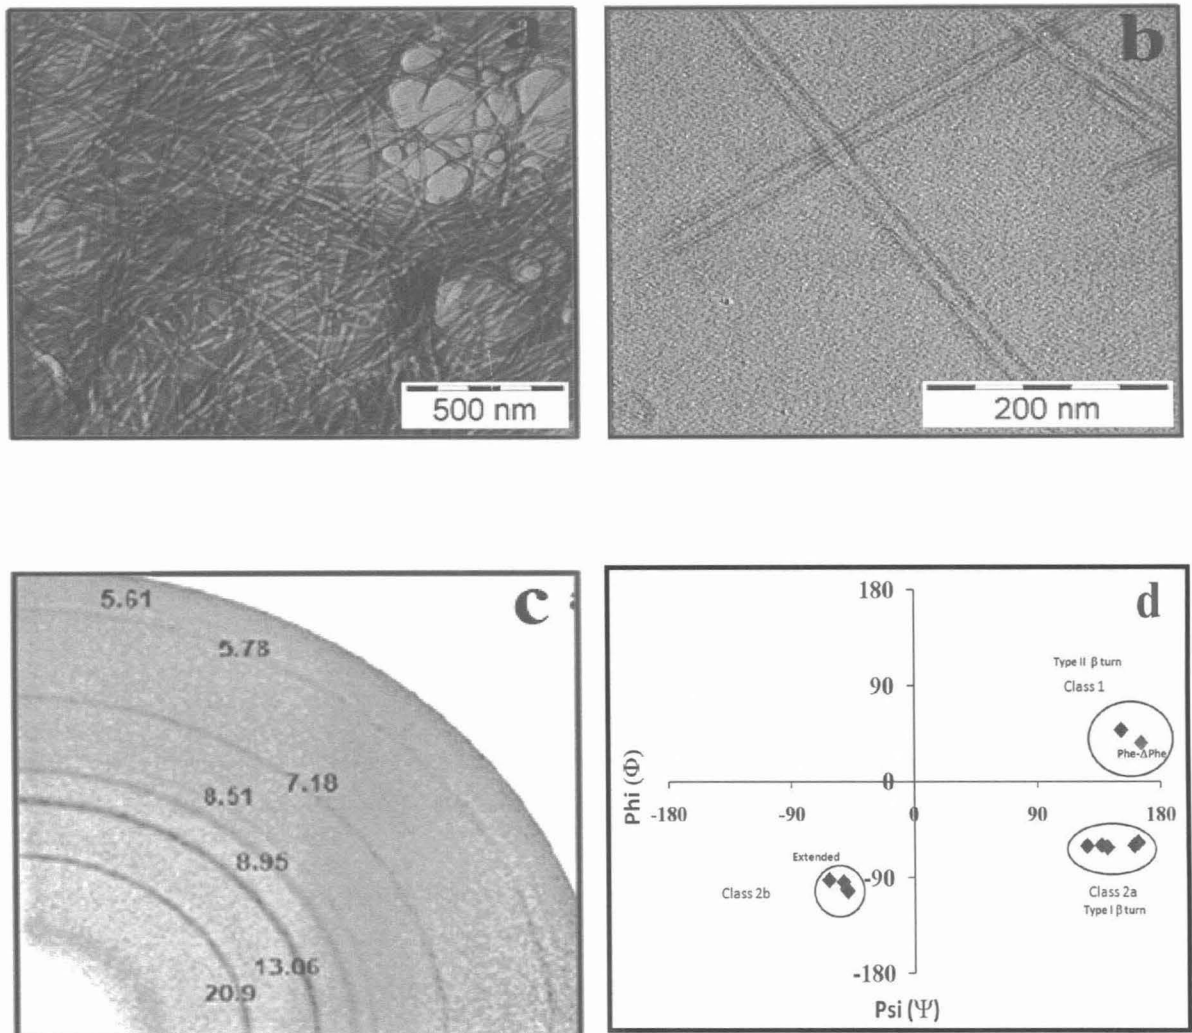 a
500 nm
b
200 nm
c
5.61
5.78
7.18
8.51
8.95
13.06
20.9
d
180
Type II β turn
Class 1
90
Phe-ΔPhe
0
-180
-90
0
90
180
Phi (Φ)
Extended
-90
Class 2b
Class 2a
Type I β turn
-180
Psi (Ψ)